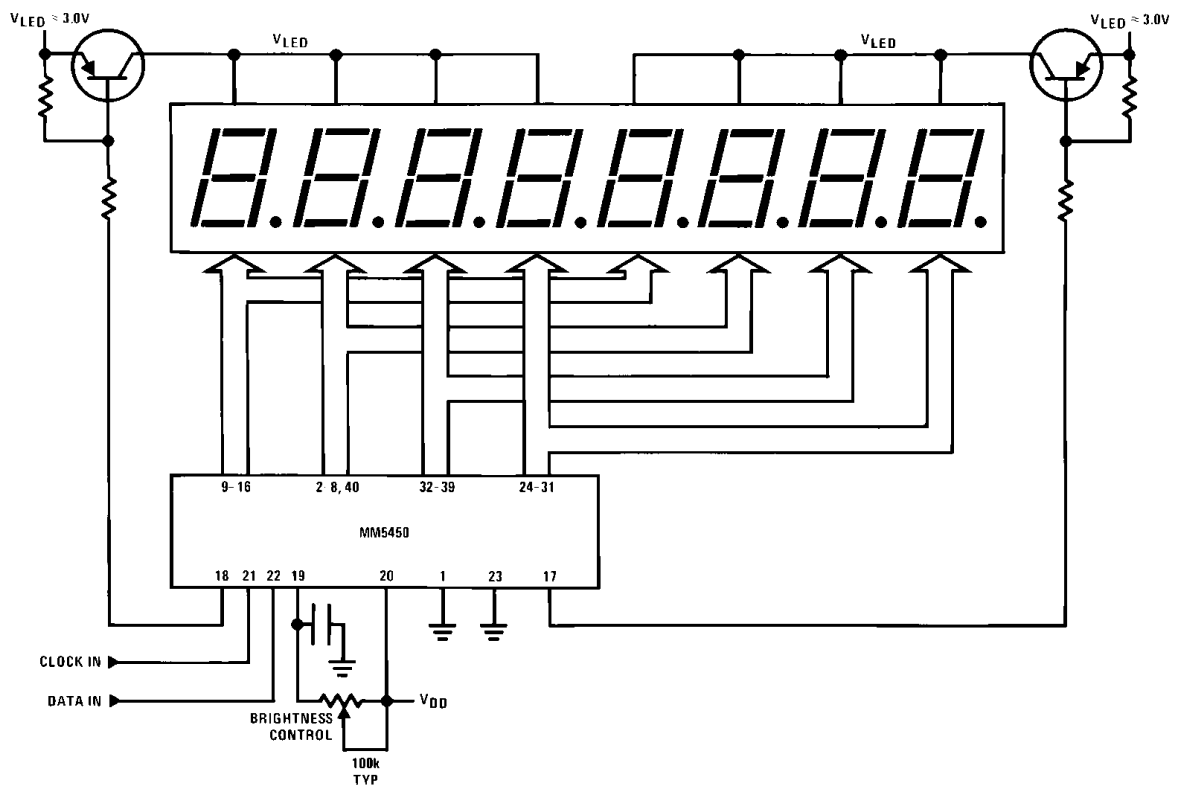 VLED ≈ 3.0V
VLED
VLED
VLED ≈ 3.0V
9-16
2-8, 40
32-39
24-31
MM5450
18
21
22
19
20
1
23
17
CLOCK IN
DATA IN
VDD
BRIGHTNESS
CONTROL
100k
TYP